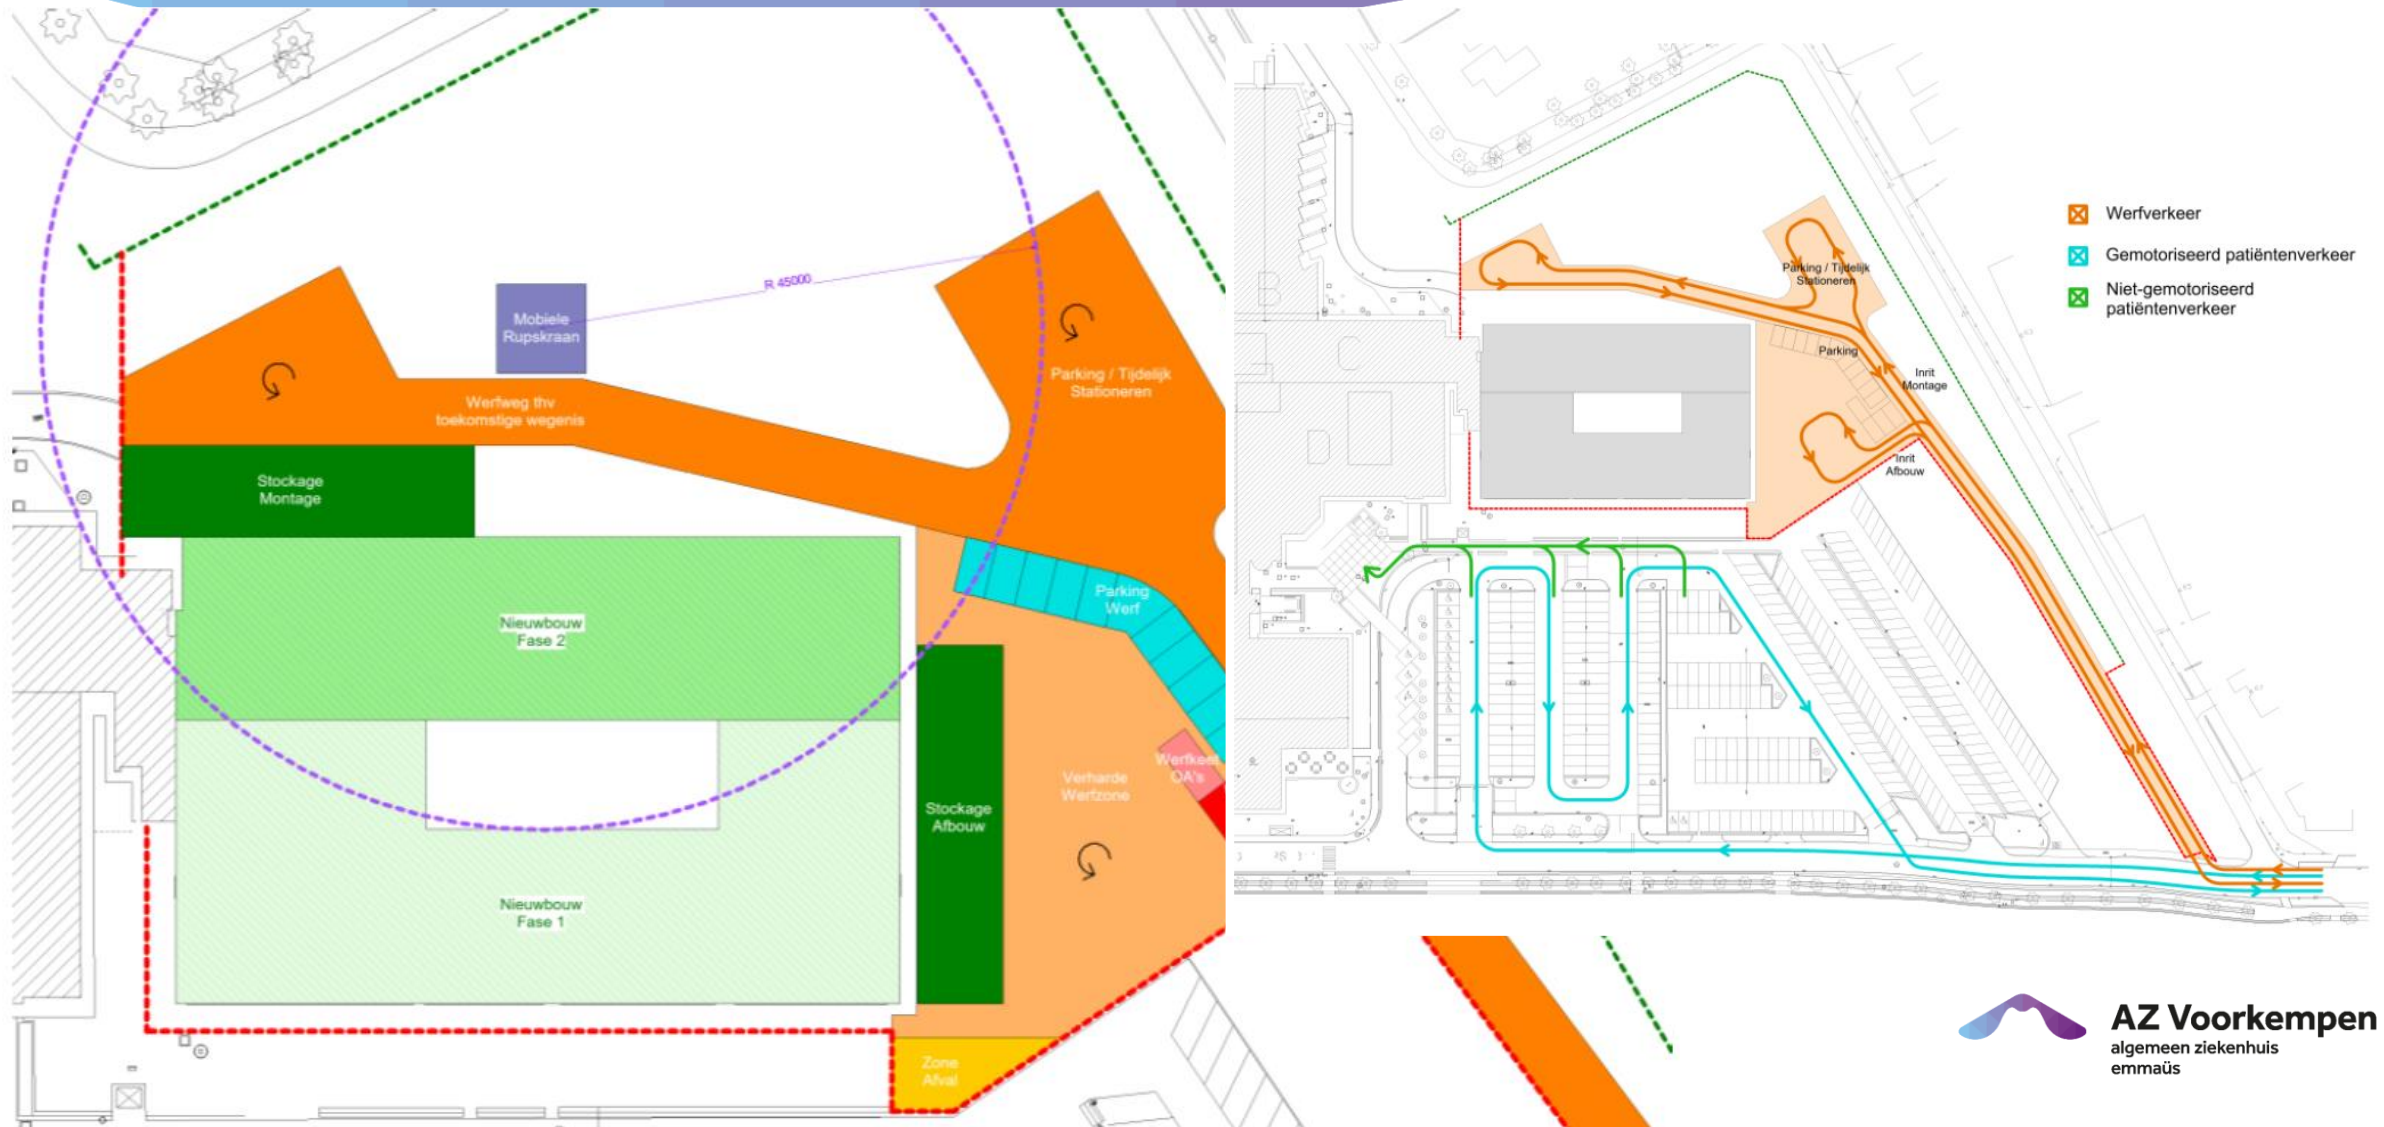 R 45000
Mobiele
Rupskraan
Parking / Tijdelijk
Stationeren
Werfweg thv
toekomstige wegenis
Stockage
Montage
Parking
Werf
Nieuwbouw
Fase 2
Werfkeet
OA's
Verharde
Werfzone
Stockage
Afbouw
Nieuwbouw
Fase 1
Zone
Afval
B
C
D
Parking / Tijdelijk
Stationeren
Parking
Inrit
Montage
Inrit
Afbouw
Werfverkeer
Gemotoriseerd patiëntenverkeer
Niet-gemotoriseerd
patiëntenverkeer
AZ Voorkempen
algemeen ziekenhuis
emmaüs